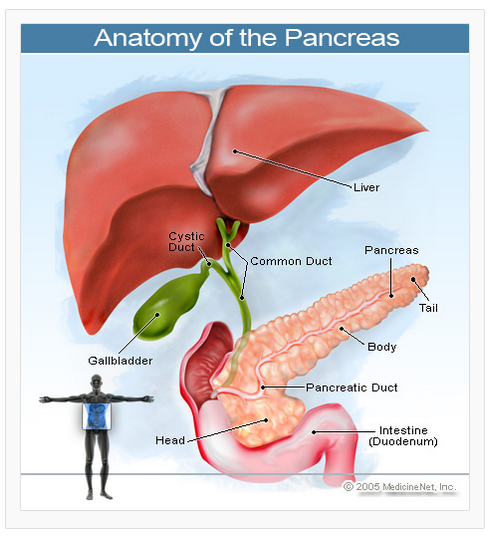 Anatomy of the Pancreas
Liver
Cystic
Duct
Common Duct
Pancreas
Tail
Body
Gallbladder
Pancreatic Duct
Head
Intestine
(Duodenum)
© 2005 MedicineNet, Inc.